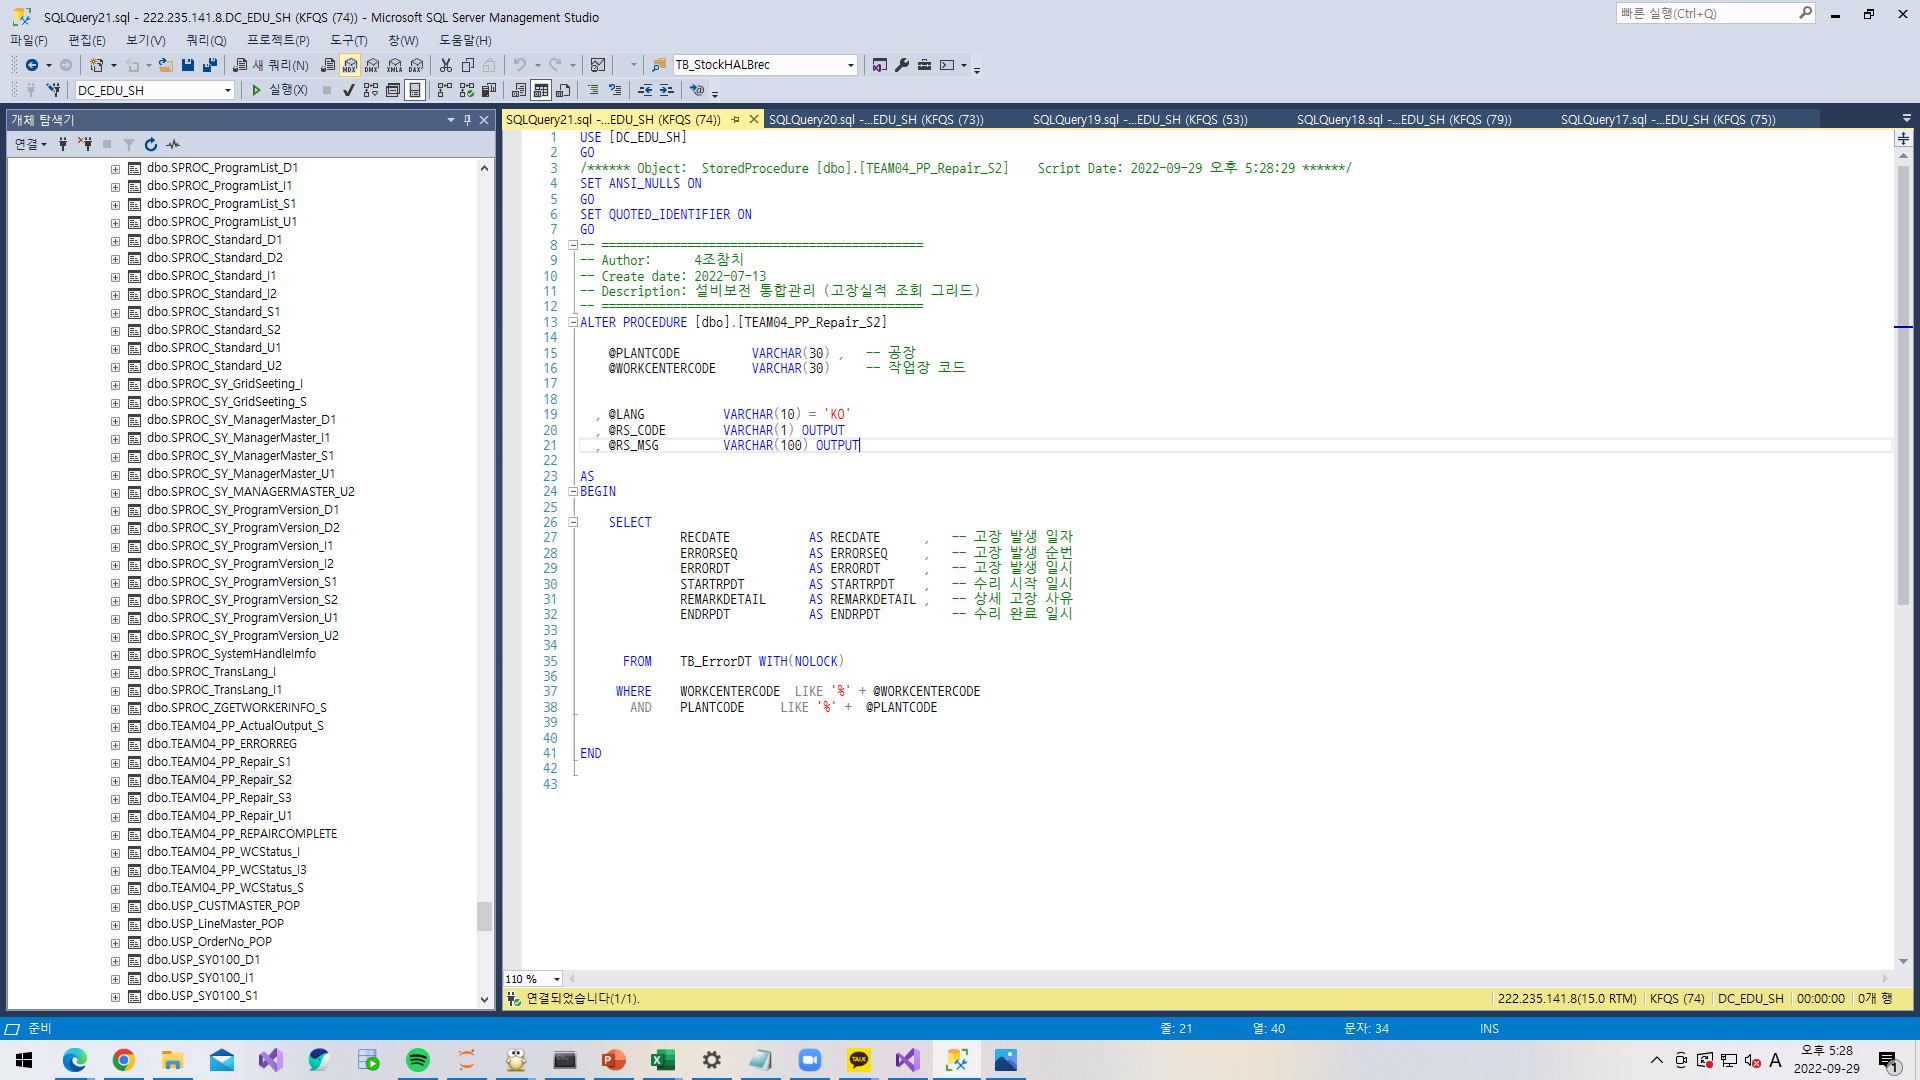 SQLQuery21.sql - 222.235.141.8.DC_EDU_SH (KFQS (74)) - Microsoft SQL Server Management Studio
빠른 실행(Ctrl+Q)
파일(F) 편집(E) 보기(V) 쿼리(Q) 프로젝트(P) 도구(T) 창(W) 도움말(H)
새 쿼리(N) MDX DMX XMLA DAX TB_StockHALBrec
DC_EDU_SH 실행(X)
개체 탐색기
연결
dbo.SPROC_ProgramList_D1
dbo.SPROC_ProgramList_I1
dbo.SPROC_ProgramList_S1
dbo.SPROC_ProgramList_U1
dbo.SPROC_Standard_D1
dbo.SPROC_Standard_D2
dbo.SPROC_Standard_I1
dbo.SPROC_Standard_I2
dbo.SPROC_Standard_S1
dbo.SPROC_Standard_S2
dbo.SPROC_Standard_U1
dbo.SPROC_Standard_U2
dbo.SPROC_SY_GridSeeting_I
dbo.SPROC_SY_GridSeeting_S
dbo.SPROC_SY_ManagerMaster_D1
dbo.SPROC_SY_ManagerMaster_I1
dbo.SPROC_SY_ManagerMaster_S1
dbo.SPROC_SY_ManagerMaster_U1
dbo.SPROC_SY_MANAGERMASTER_U2
dbo.SPROC_SY_ProgramVersion_D1
dbo.SPROC_SY_ProgramVersion_D2
dbo.SPROC_SY_ProgramVersion_I1
dbo.SPROC_SY_ProgramVersion_I2
dbo.SPROC_SY_ProgramVersion_S1
dbo.SPROC_SY_ProgramVersion_S2
dbo.SPROC_SY_ProgramVersion_U1
dbo.SPROC_SY_ProgramVersion_U2
dbo.SPROC_SystemHandleImfo
dbo.SPROC_TransLang_I
dbo.SPROC_TransLang_I1
dbo.SPROC_ZGETWORKERINFO_S
dbo.TEAM04_PP_ActualOutput_S
dbo.TEAM04_PP_ERRORREG
dbo.TEAM04_PP_Repair_S1
dbo.TEAM04_PP_Repair_S2
dbo.TEAM04_PP_Repair_S3
dbo.TEAM04_PP_Repair_U1
dbo.TEAM04_PP_REPAIRCOMPLETE
dbo.TEAM04_PP_WCStatus_I
dbo.TEAM04_PP_WCStatus_I3
dbo.TEAM04_PP_WCStatus_S
dbo.USP_CUSTMASTER_POP
dbo.USP_LineMaster_POP
dbo.USP_OrderNo_POP
dbo.USP_SY0100_D1
dbo.USP_SY0100_I1
dbo.USP_SY0100_S1
SQLQuery21.sql -...EDU_SH (KFQS (74)) SQLQuery20.sql -...EDU_SH (KFQS (73)) SQLQuery19.sql -...EDU_SH (KFQS (53)) SQLQuery18.sql -...EDU_SH (KFQS (79)) SQLQuery17.sql -...EDU_SH (KFQS (75))
1 USE [DC_EDU_SH]
2 GO
3 /****** Object:  StoredProcedure [dbo].[TEAM04_PP_Repair_S2]    Script Date: 2022-09-29 오후 5:28:29 ******/
4 SET ANSI_NULLS ON
5 GO
6 SET QUOTED_IDENTIFIER ON
7 GO
8 -- =============================================
9 -- Author:      4조참치
10 -- Create date: 2022-07-13
11 -- Description: 설비보전 통합관리 (고장실적 조회 그리드)
12 -- =============================================
13 ALTER PROCEDURE [dbo].[TEAM04_PP_Repair_S2]
14
15 @PLANTCODE VARCHAR(30) , -- 공장
16 @WORKCENTERCODE VARCHAR(30) -- 작업장 코드
17
18
19 , @LANG VARCHAR(10) = 'KO'
20 , @RS_CODE VARCHAR(1) OUTPUT
21 , @RS_MSG VARCHAR(100) OUTPUT
22
23 AS
24 BEGIN
25
26 SELECT
27 RECDATE AS RECDATE , -- 고장 발생 일자
28 ERRORSEQ AS ERRORSEQ , -- 고장 발생 순번
29 ERRORDT AS ERRORDT , -- 고장 발생 일시
30 STARTRPDT AS STARTRPDT , -- 수리 시작 일시
31 REMARKDETAIL AS REMARKDETAIL , -- 상세 고장 사유
32 ENDRPDT AS ENDRPDT -- 수리 완료 일시
33
34
35 FROM TB_ErrorDT WITH(NOLOCK)
36
37 WHERE WORKCENTERCODE LIKE '%' + @WORKCENTERCODE
38 AND PLANTCODE LIKE '%' + @PLANTCODE
39
40
41 END
42
43
110 %
연결되었습니다(1/1). 222.235.141.8(15.0 RTM) KFQS (74) DC_EDU_SH 00:00:00 0개 행
준비 줄: 21 열: 40 문자: 34 INS
TALK A 오후 5:28
2022-09-29 1